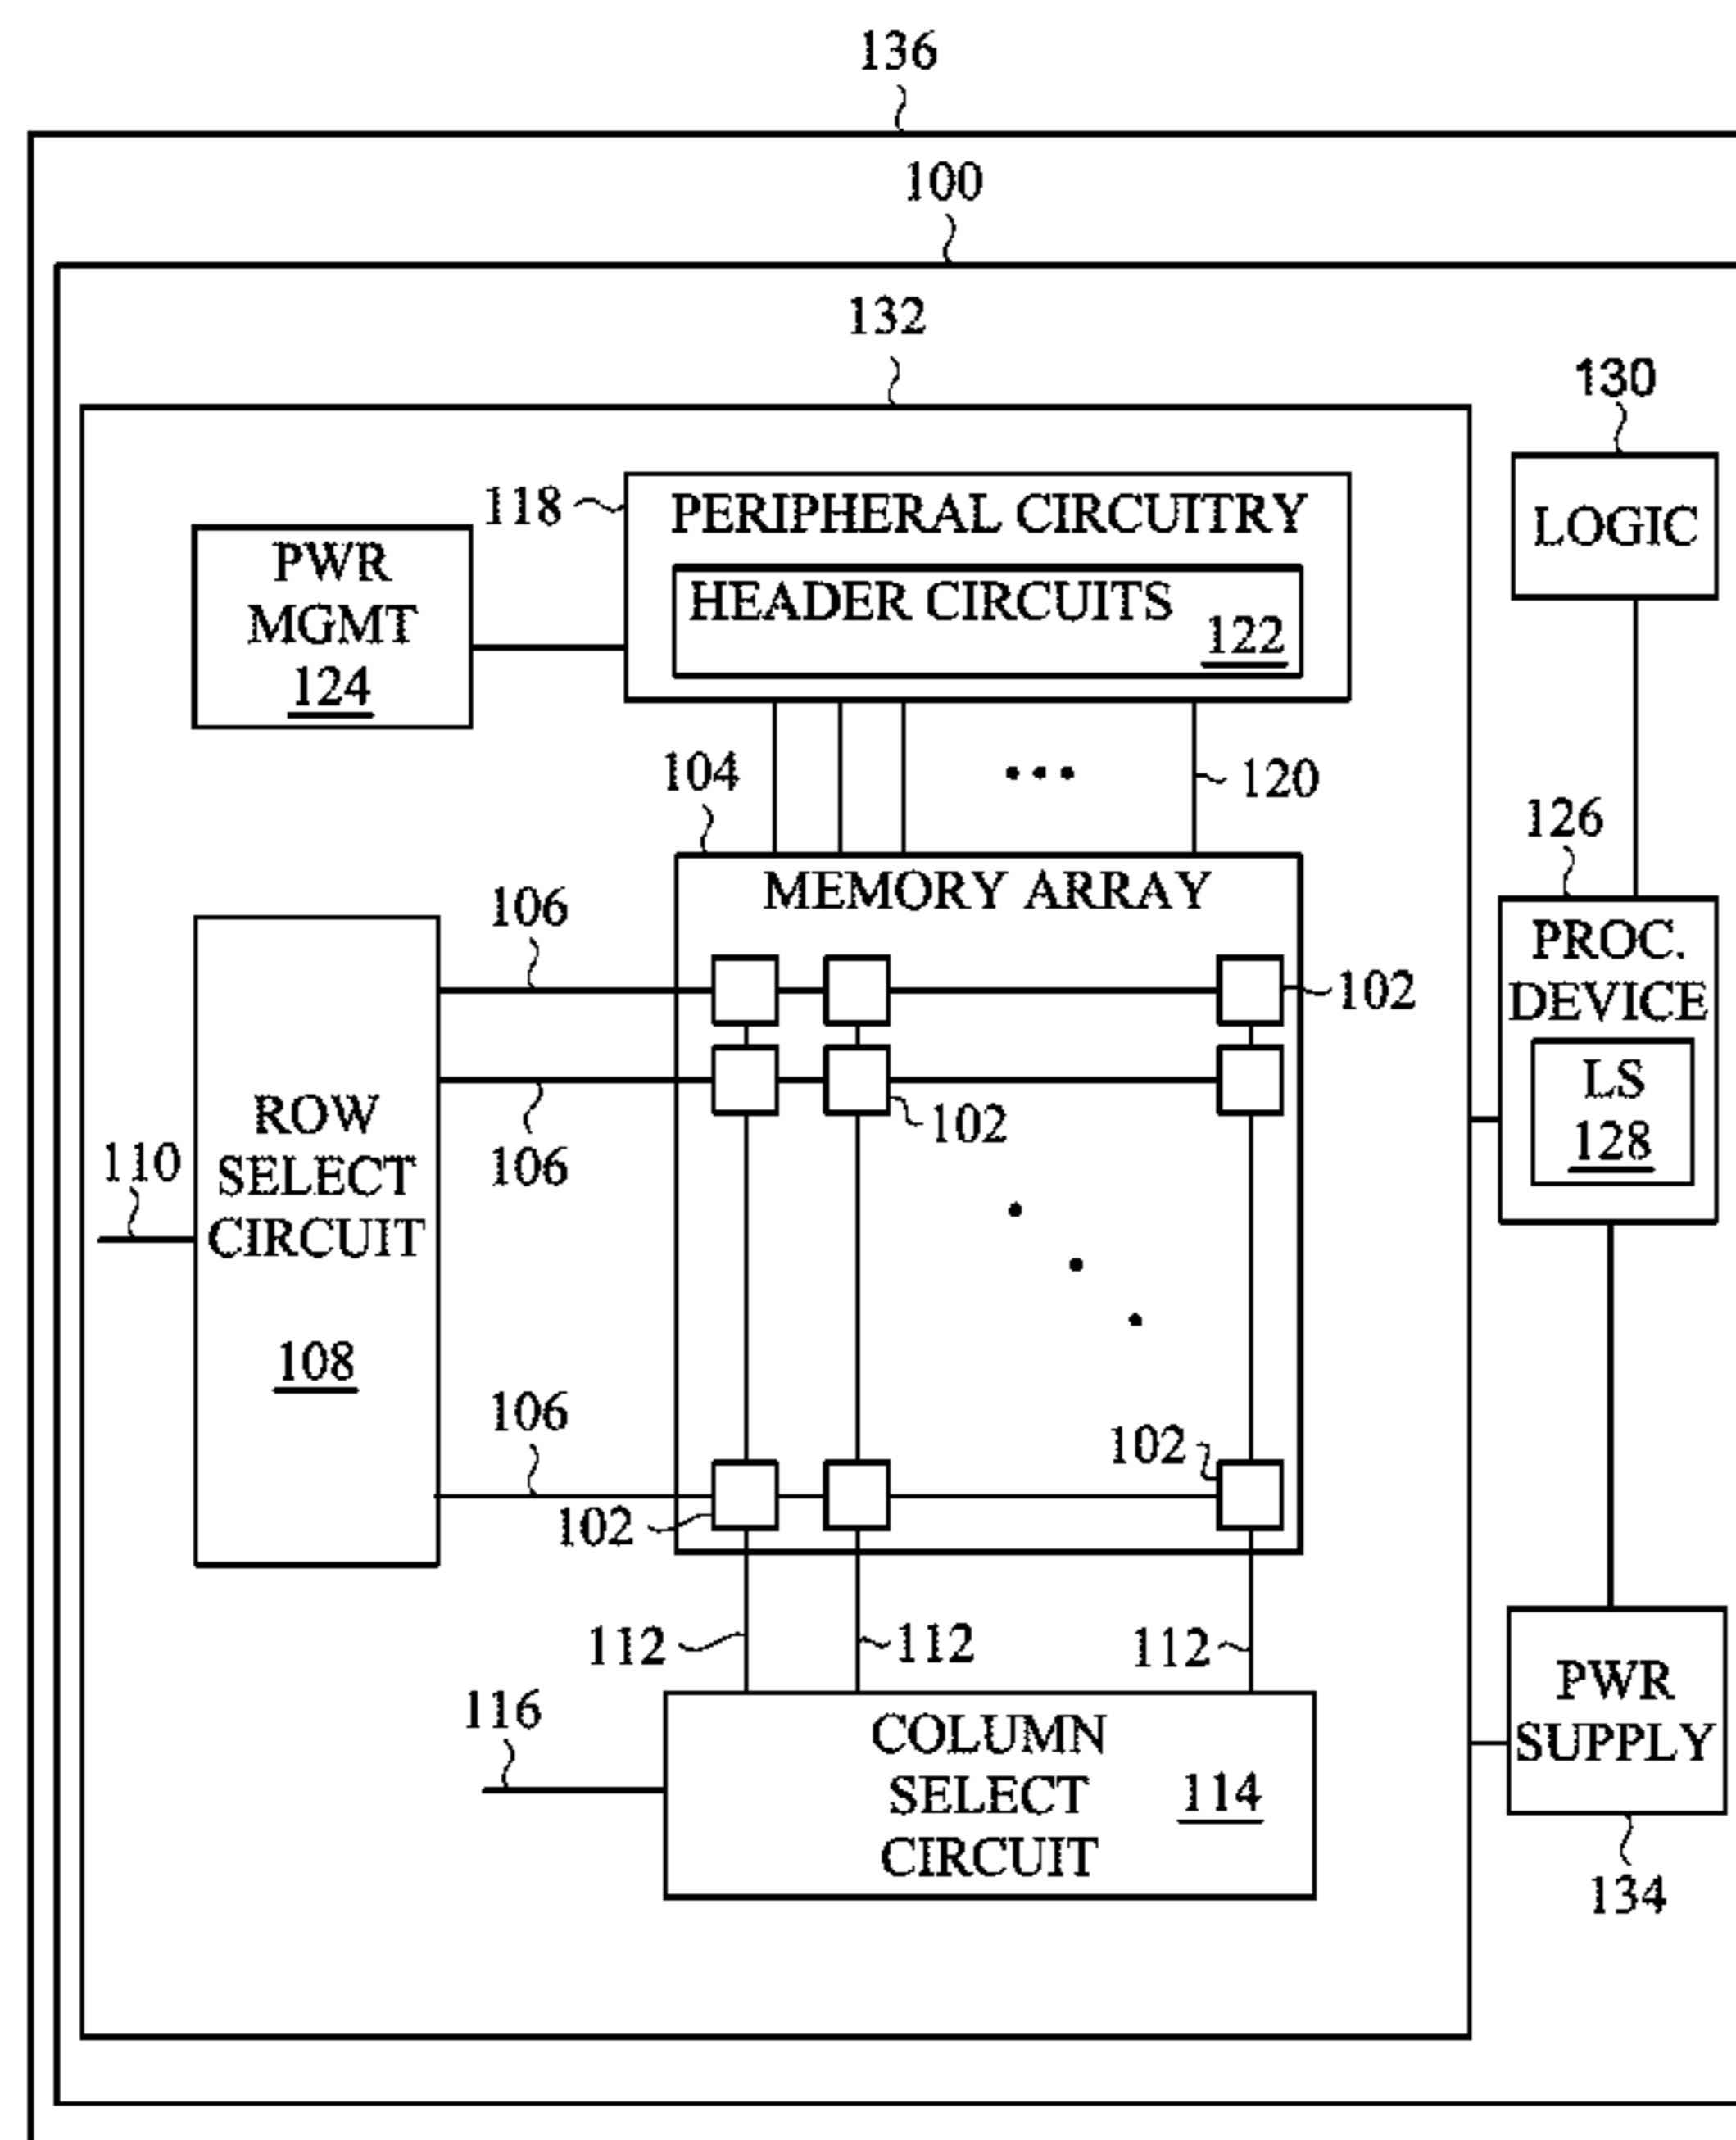 136
100
132
130
LOGIC
118
PERIPHERAL CIRCUITRY
HEADER CIRCUITS
122
PWR
MGMT
124
104
120
126
PROC.
DEVICE
LS
128
MEMORY ARRAY
106
102
106
102
110
ROW
SELECT
CIRCUIT
108
106
102
102
112
112
112
116
COLUMN
SELECT
CIRCUIT
114
PWR
SUPPLY
134